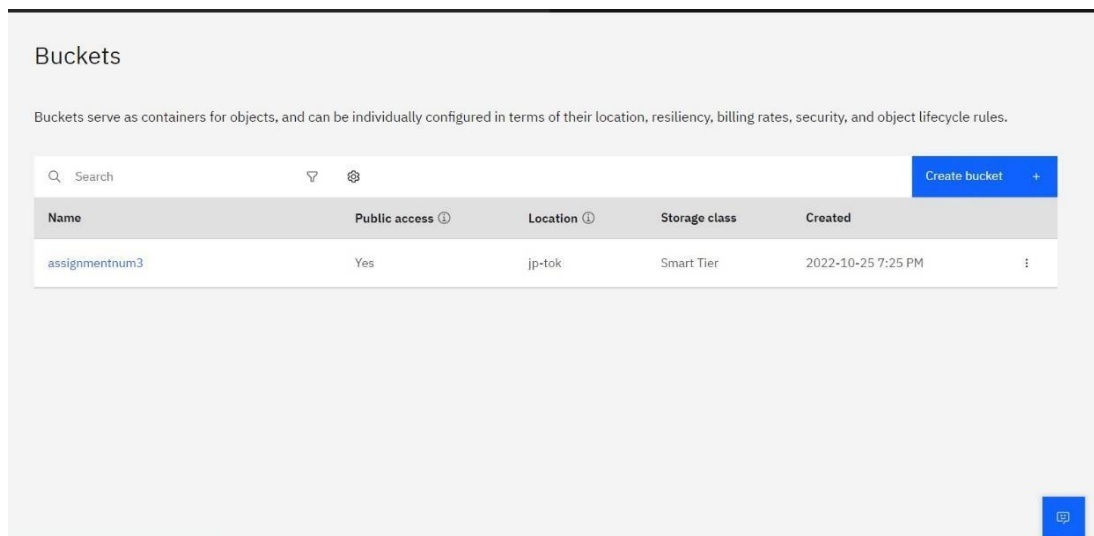 Buckets
Buckets serve as containers for objects, and can be individually configured in terms of their location, resiliency, billing rates, security, and object lifecycle rules.
Search
Create bucket +
Name Public access Location Storage class Created
assignmentnum3 Yes jp-tok Smart Tier 2022-10-25 7:25 PM